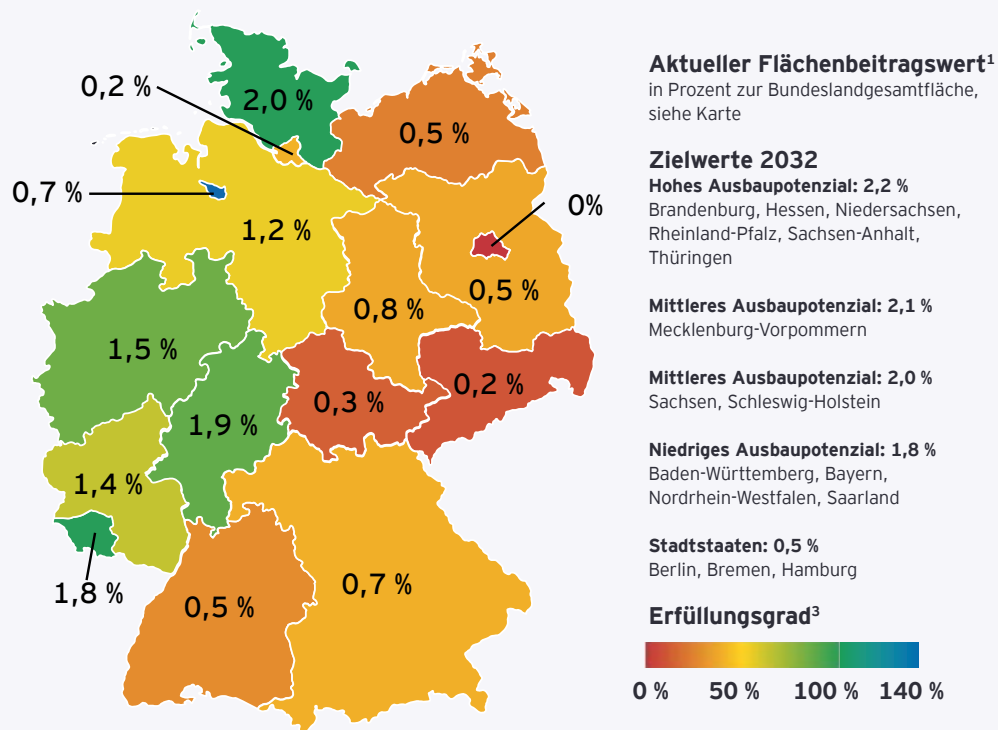 0,2 %
2,0 %
0,5 %
0,7 %
0%
1,2 %
0,8 %
0,5 %
1,5 %
0,3 %
0,2 %
1,9 %
1,4 %
1,8 %
0,5 %
0,7 %
Aktueller Flächenbeitragswert¹
in Prozent zur Bundeslandgesamtfläche,
siehe Karte
Zielwerte 2032
Hohes Ausbaupotenzial: 2,2 %
Brandenburg, Hessen, Niedersachsen,
Rheinland-Pfalz, Sachsen-Anhalt,
Thüringen
Mittleres Ausbaupotenzial: 2,1 %
Mecklenburg-Vorpommern
Mittleres Ausbaupotenzial: 2,0 %
Sachsen, Schleswig-Holstein
Niedriges Ausbaupotenzial: 1,8 %
Baden-Württemberg, Bayern,
Nordrhein-Westfalen, Saarland
Stadtstaaten: 0,5 %
Berlin, Bremen, Hamburg
Erfüllungsgrad³
0 % 50 % 100 % 140 %